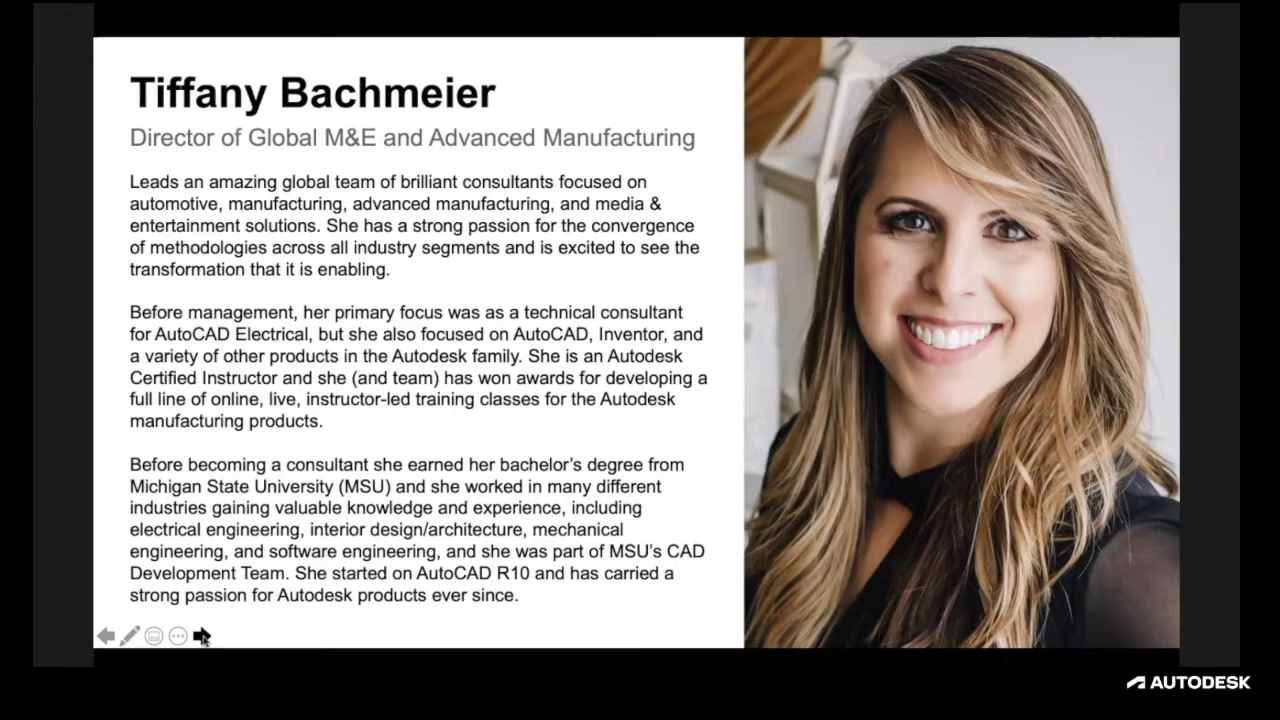 Tiffany Bachmeier
Director of Global M&E and Advanced Manufacturing
Leads an amazing global team of brilliant consultants focused on
automotive, manufacturing, advanced manufacturing, and media &
entertainment solutions. She has a strong passion for the convergence
of methodologies across all industry segments and is excited to see the
transformation that it is enabling.
Before management, her primary focus was as a technical consultant
for AutoCAD Electrical, but she also focused on AutoCAD, Inventor, and
a variety of other products in the Autodesk family. She is an Autodesk
Certified Instructor and she (and team) has won awards for developing a
full line of online, live, instructor-led training classes for the Autodesk
manufacturing products.
Before becoming a consultant she earned her bachelor’s degree from
Michigan State University (MSU) and she worked in many different
industries gaining valuable knowledge and experience, including
electrical engineering, interior design/architecture, mechanical
engineering, and software engineering, and she was part of MSU’s CAD
Development Team. She started on AutoCAD R10 and has carried a
strong passion for Autodesk products ever since.
AUTODESK